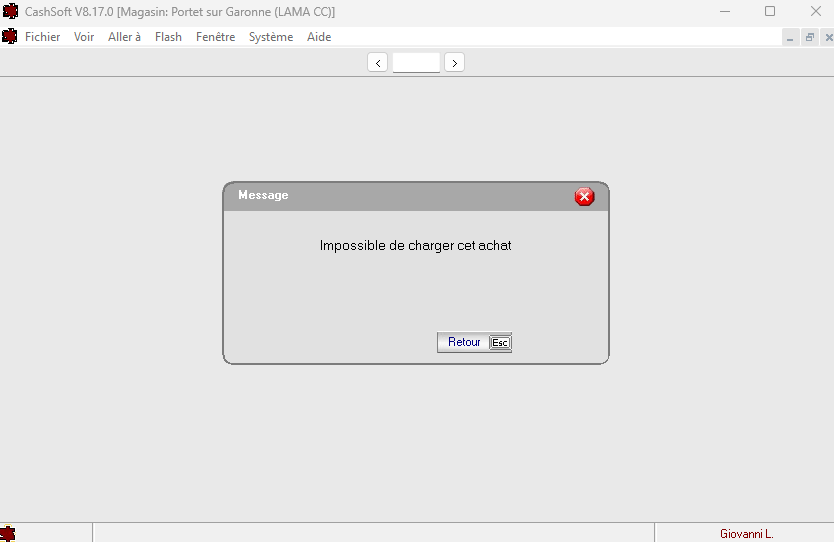 CashSoft V8.17.0 [Magasin: Portet sur Garonne (LAMA CC)]
Fichier Voir Aller à Flash Fenêtre Système Aide
< >
Message
Impossible de charger cet achat
Retour Esc
Giovanni L.